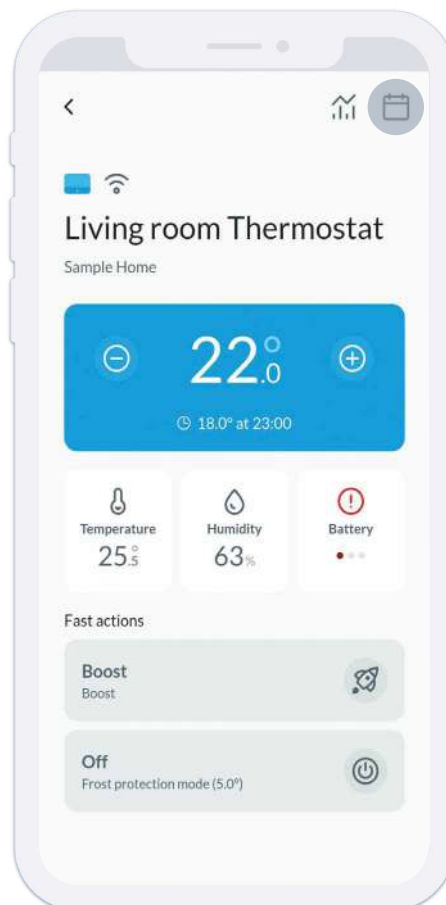 Living room Thermostat
Sample Home
22.0°
18.0° at 23:00
Temperature
25.5°
Humidity
63%
Battery
Fast actions
Boost
Boost
Off
Frost protection mode (5.0°)